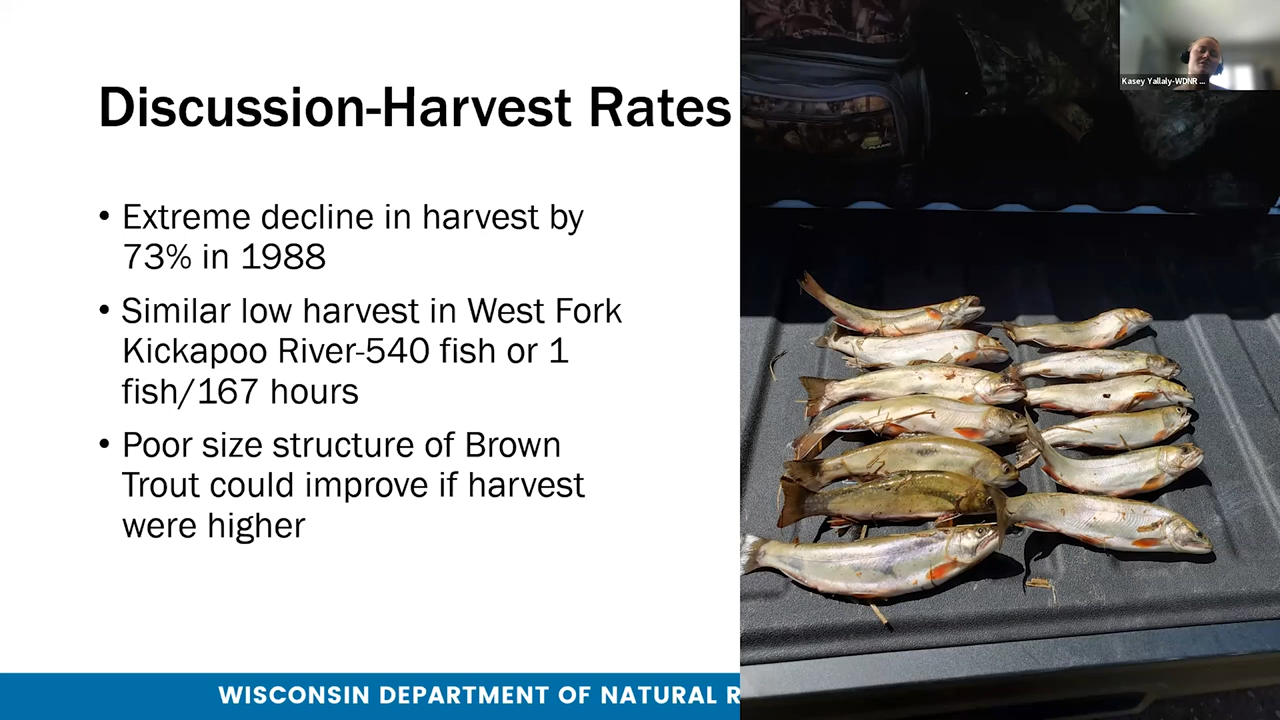 Kasey Yallaly-WDNR ...
Discussion-Harvest Rates
• Extreme decline in harvest by
73% in 1988
• Similar low harvest in West Fork
Kickapoo River-540 fish or 1
fish/167 hours
• Poor size structure of Brown
Trout could improve if harvest
were higher
WISCONSIN DEPARTMENT OF NATURAL R